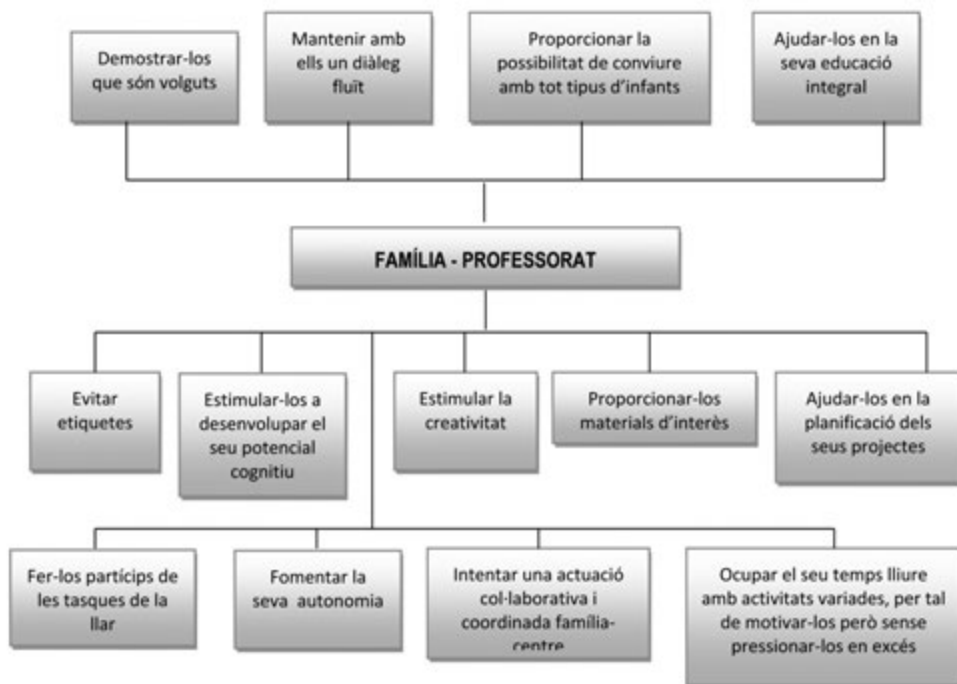 Demostrar-los
que són volguts
Mantenir amb
ells un diàleg
fluït
Proporcionar la
possibilitat de conviure
amb tot tipus d'infants
Ajudar-los en la
seva educació
integral
FAMÍLIA - PROFESSORAT
Evitar
etiquetes
Estimular-los a
desenvolupar el
seu potencial
cognitiu
Estimular la
creativitat
Proporcionar-los
materials d'interès
Ajudar-los en la
planificació dels
seus projectes
Fer-los partícips de
les tasques de la
llar
Fomentar la
seva autonomia
Intentar una actuació
col·laborativa i
coordinada família-
centre
Ocupar el seu temps lliure
amb activitats variades, per tal
de motivar-los però sense
pressionar-los en excés